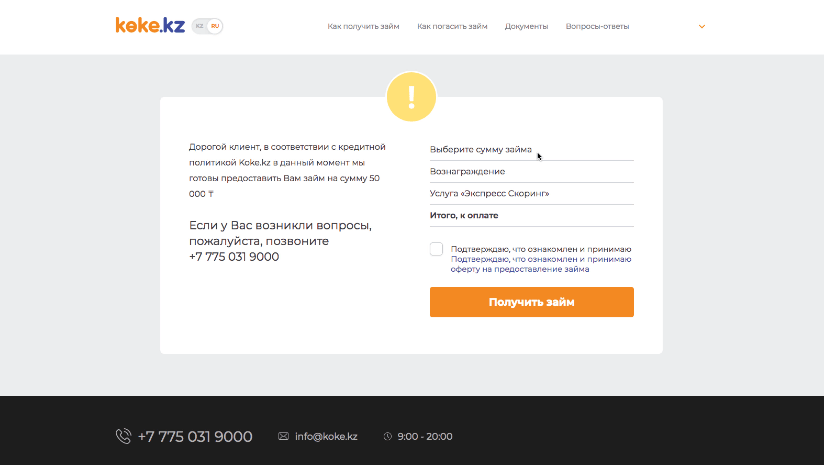 кокe.kz KZ RU
Как получить займ Как погасить займ Документы Вопросы-ответы
!
Дорогой клиент, в соответствии с кредитной
политикой Koke.kz в данный момент мы
готовы предоставить Вам займ на сумму 50
000 ₸
Если у Вас возникли вопросы,
пожалуйста, позвоните
+7 775 031 9000
Выберите сумму займа
Вознаграждение
Услуга «Экспресс Скоринг»
Итого, к оплате
Подтверждаю, что ознакомлен и принимаю
Подтверждаю, что ознакомлен и принимаю
оферту на предоставление займа
Получить займ
+7 775 031 9000 info@koke.kz 9:00 - 20:00